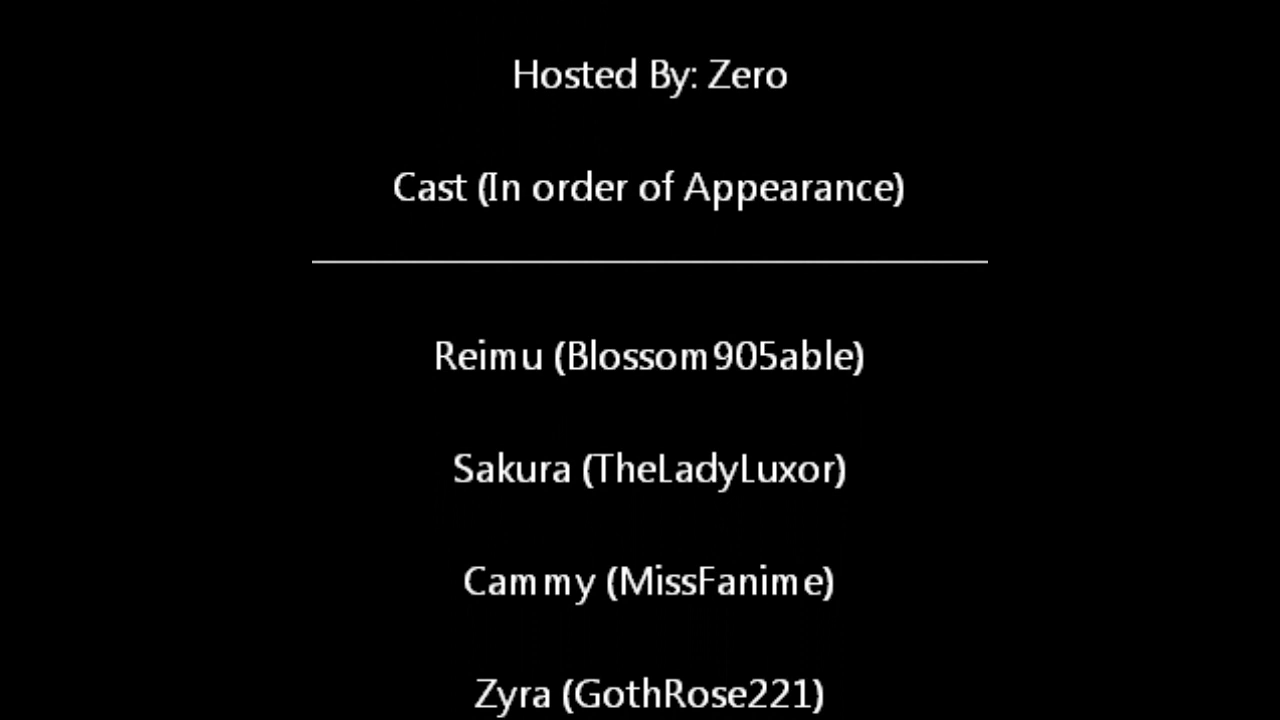 Hosted By: Zero
Cast (In order of Appearance)
Reimu (Blossom905able)
Sakura (TheLadyLuxor)
Cammy (MissFanime)
Zyra (GothRose221)